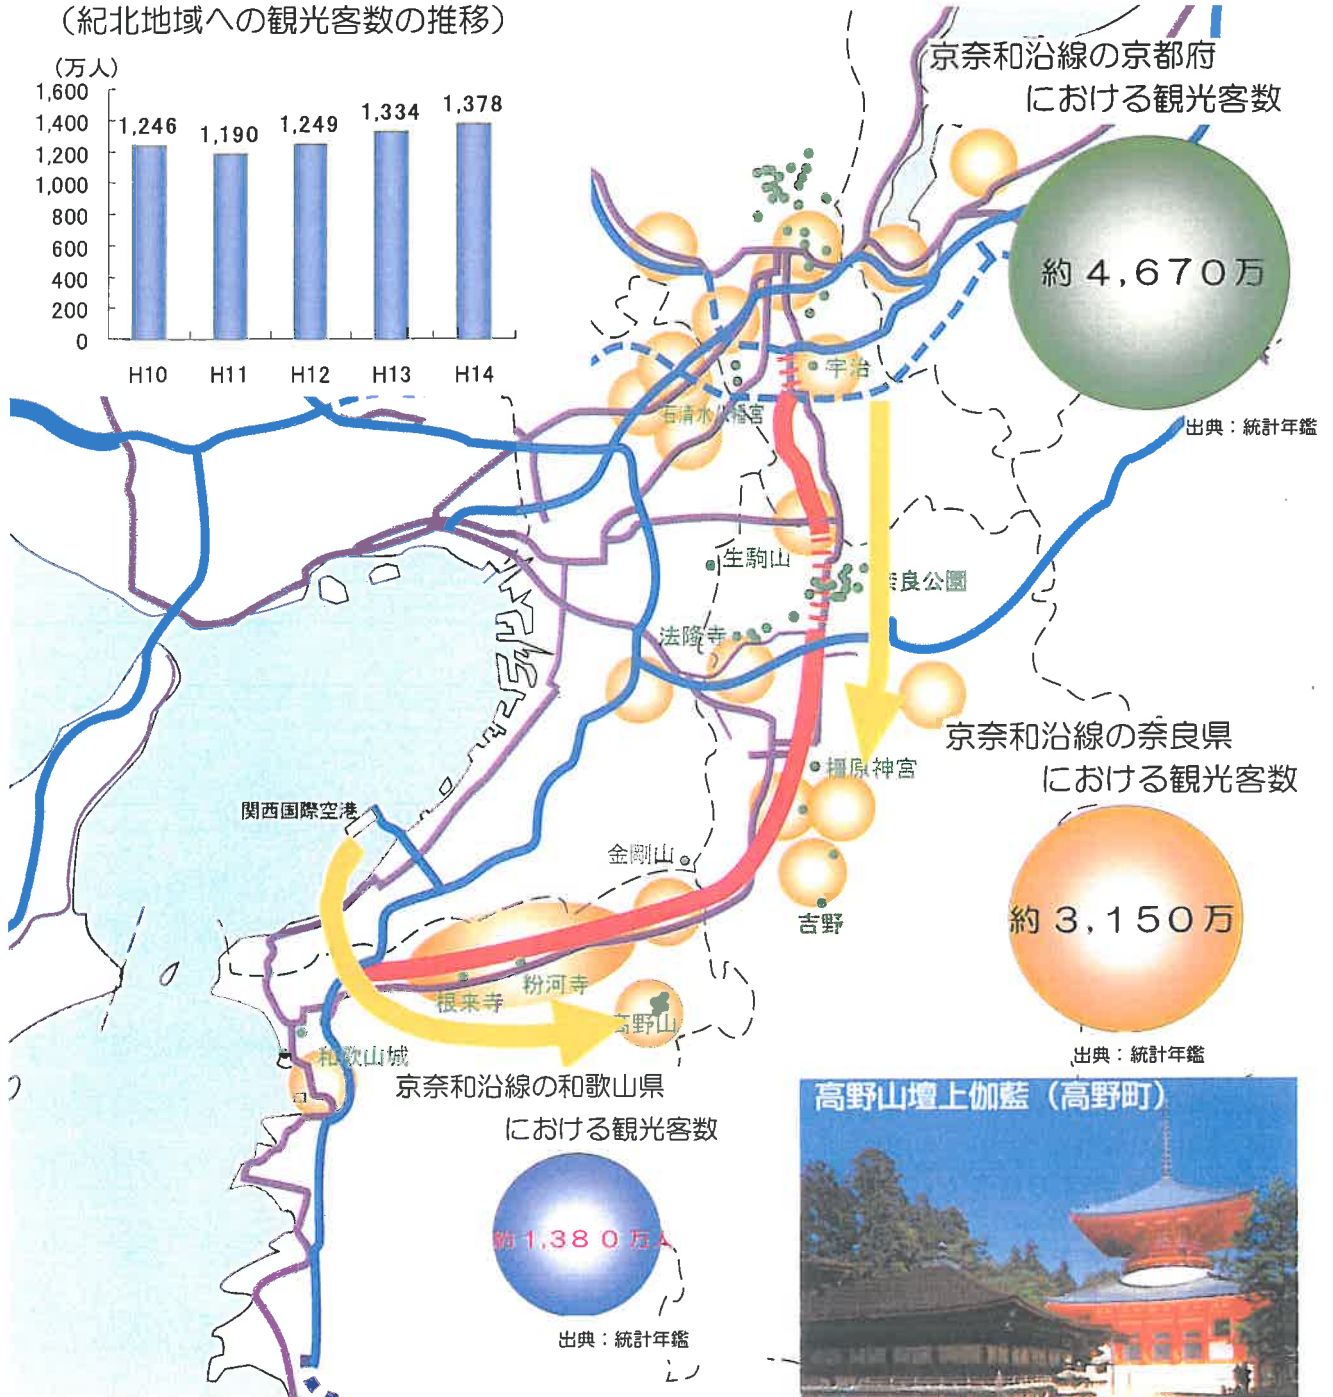 （紀北地域への観光客数の推移）
（万人）
1,600
1,400
1,200
1,000
800
600
400
200
0
1,246
1,190
1,249
1,334
1,378
H10
H11
H12
H13
H14
京奈和沿線の京都府
における観光客数
約４,６７０万
出典：統計年鑑
宇治
石清水八幡宮
生駒山
奈良公園
法隆寺
京奈和沿線の奈良県
における観光客数
橿原神宮
関西国際空港
金剛山
吉野
約３,１５０万
出典：統計年鑑
粉河寺
根来寺
高野山
和歌山城
京奈和沿線の和歌山県
における観光客数
約１,３８０万人
出典：統計年鑑
高野山壇上伽藍（高野町）